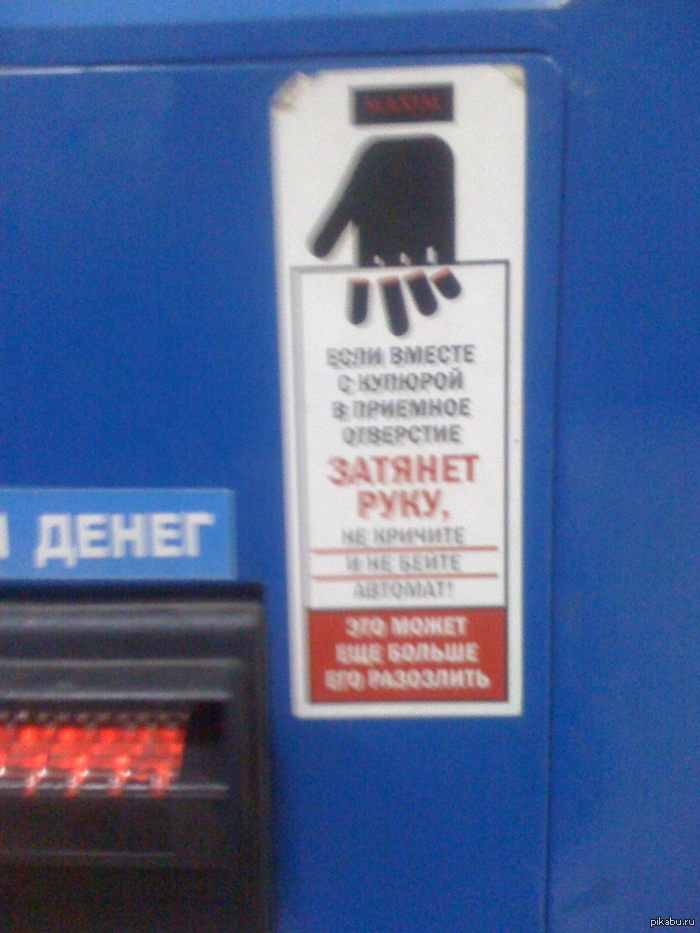 MAXIM
ЕСЛИ ВМЕСТЕ
С КУПЮРОЙ
В ПРИЕМНОЕ
ОТВЕРСТИЕ
ЗАТЯНЕТ
РУКУ,
НЕ КРИЧИТЕ
И НЕ БЕЙТЕ
АВТОМАТ!
ЭТО МОЖЕТ
ЕЩЕ БОЛЬШЕ
ЕГО РАЗОЗЛИТЬ
ДЕНЕГ
pikabu.ru